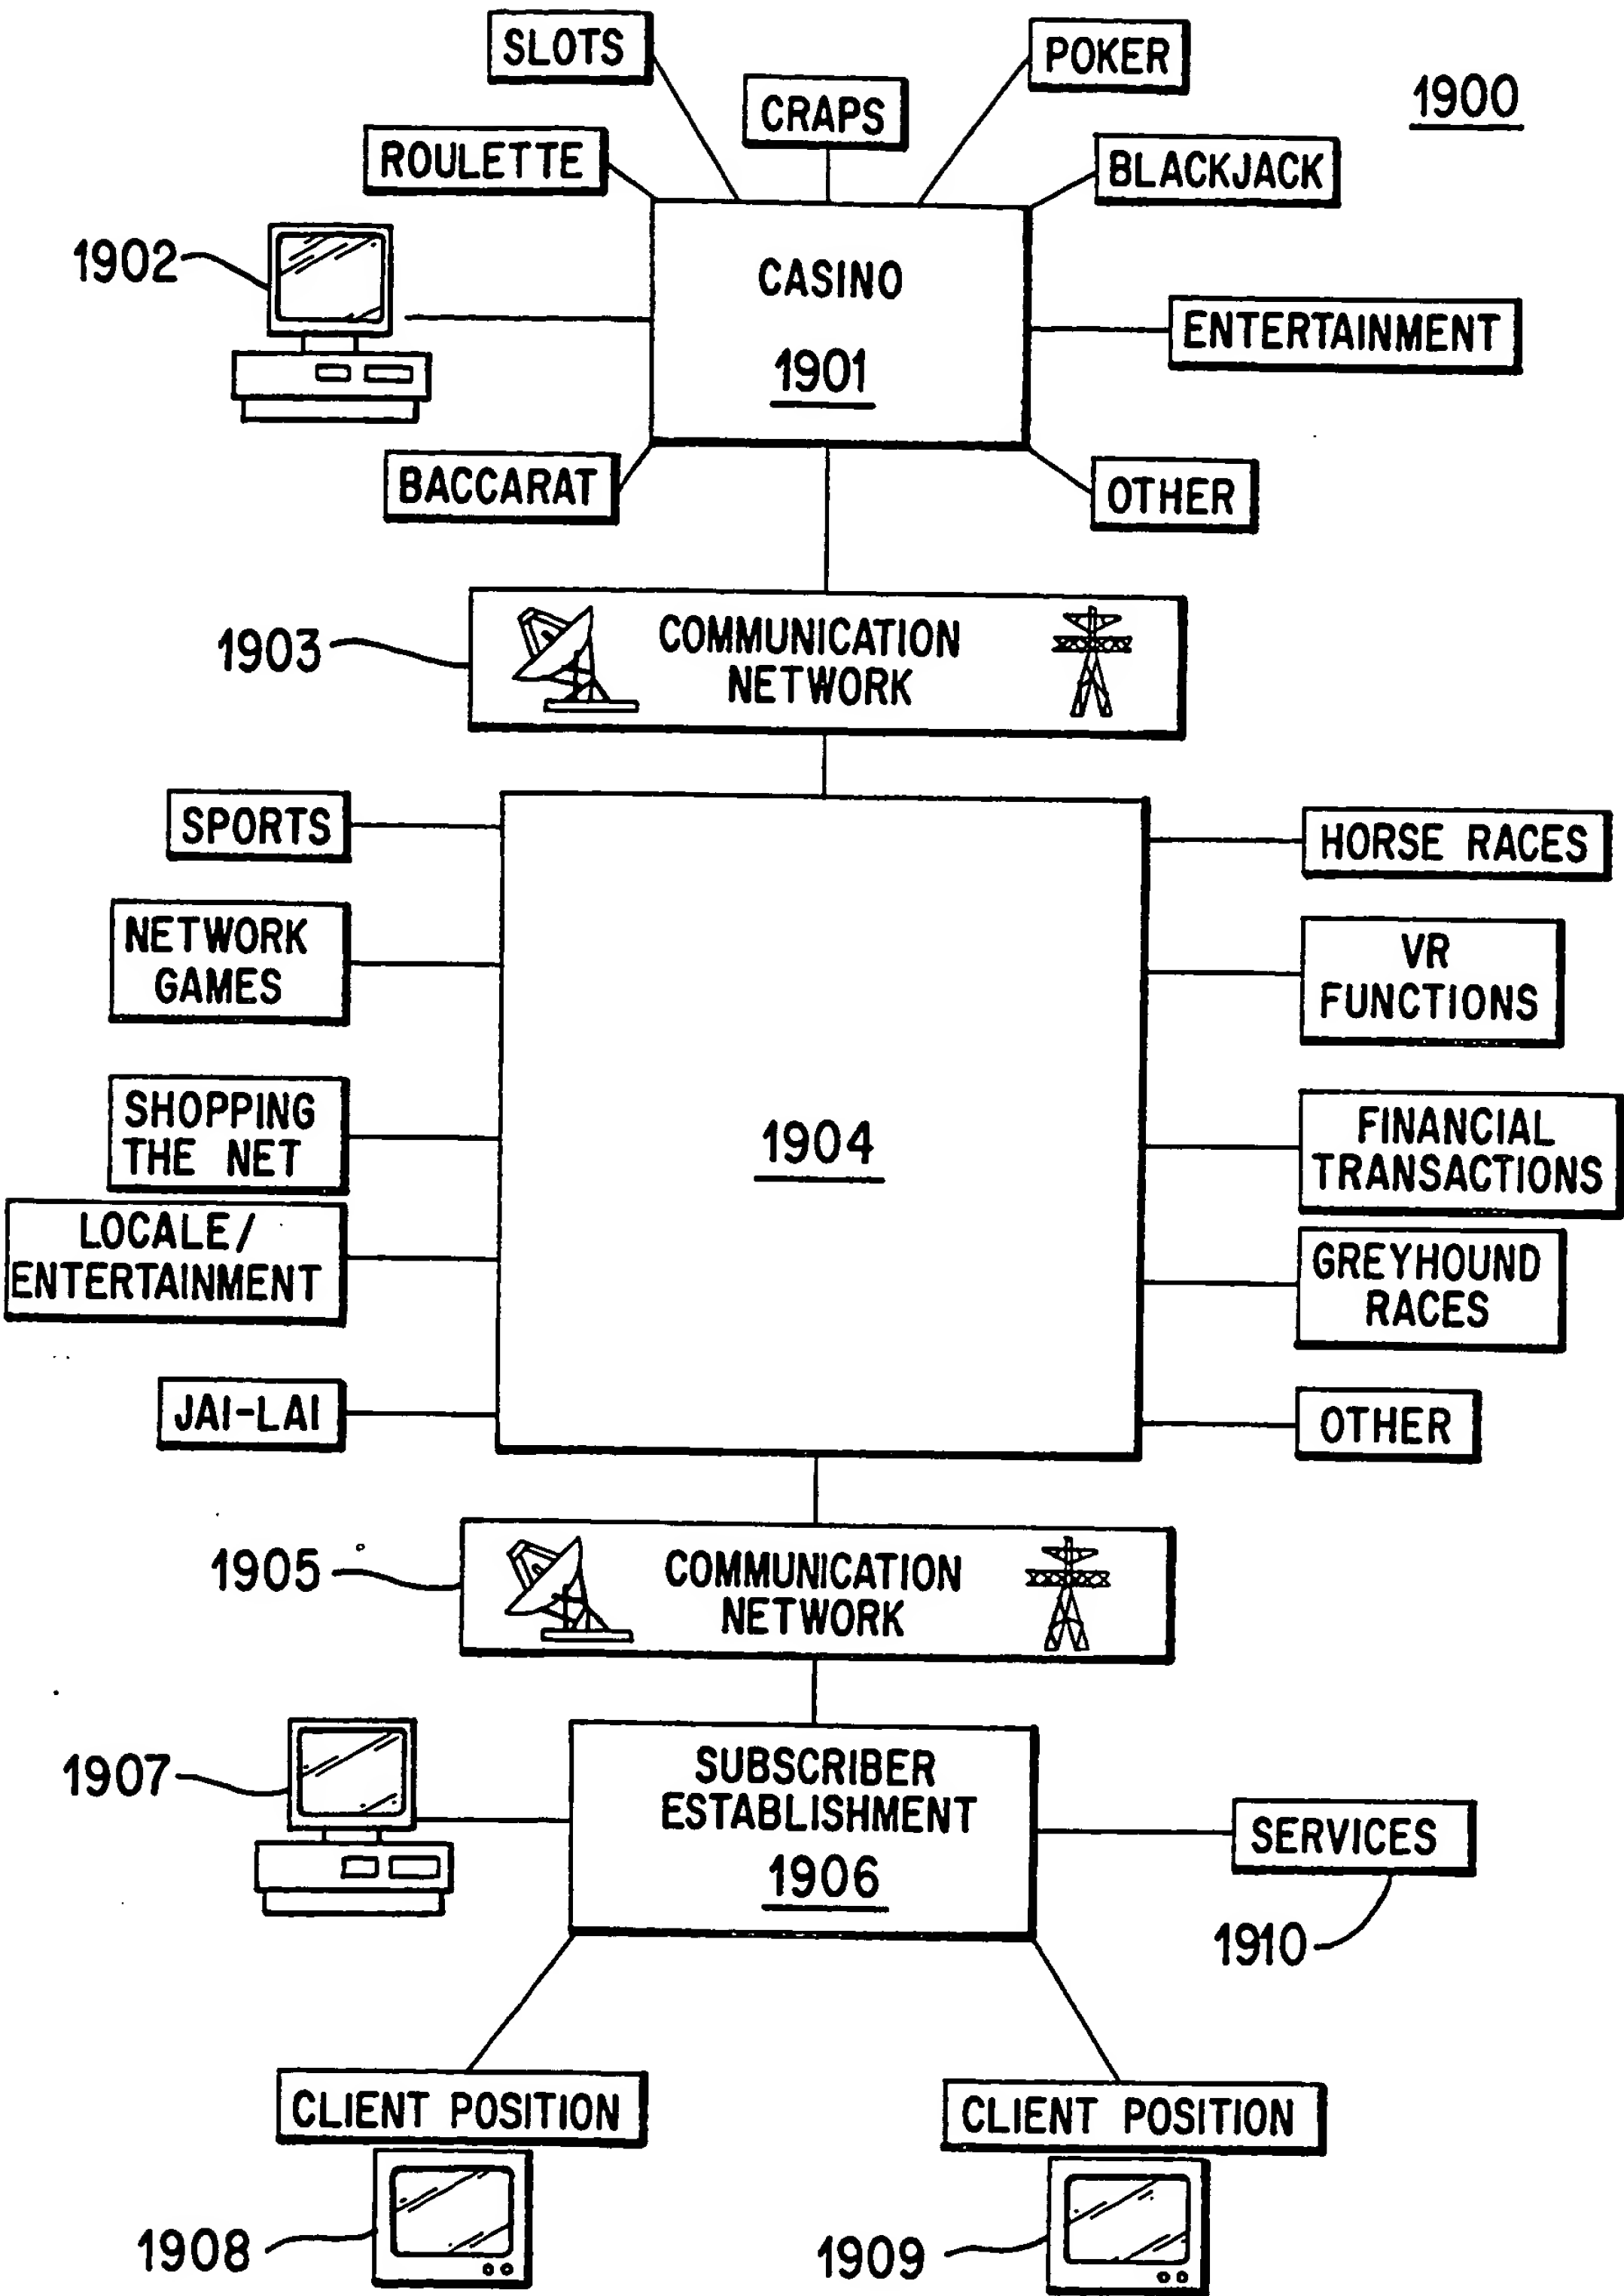 SLOTS
POKER
1900
CRAPS
ROULETTE
BLACKJACK
1902
CASINO
1901
ENTERTAINMENT
BACCARAT
OTHER
1903
COMMUNICATION
NETWORK
SPORTS
HORSE RACES
NETWORK
GAMES
VR
FUNCTIONS
SHOPPING
THE NET
1904
FINANCIAL
TRANSACTIONS
LOCALE/
ENTERTAINMENT
GREYHOUND
RACES
JAI-LAI
OTHER
1905
COMMUNICATION
NETWORK
1907
SUBSCRIBER
ESTABLISHMENT
1906
SERVICES
1910
CLIENT POSITION
CLIENT POSITION
1908
1909